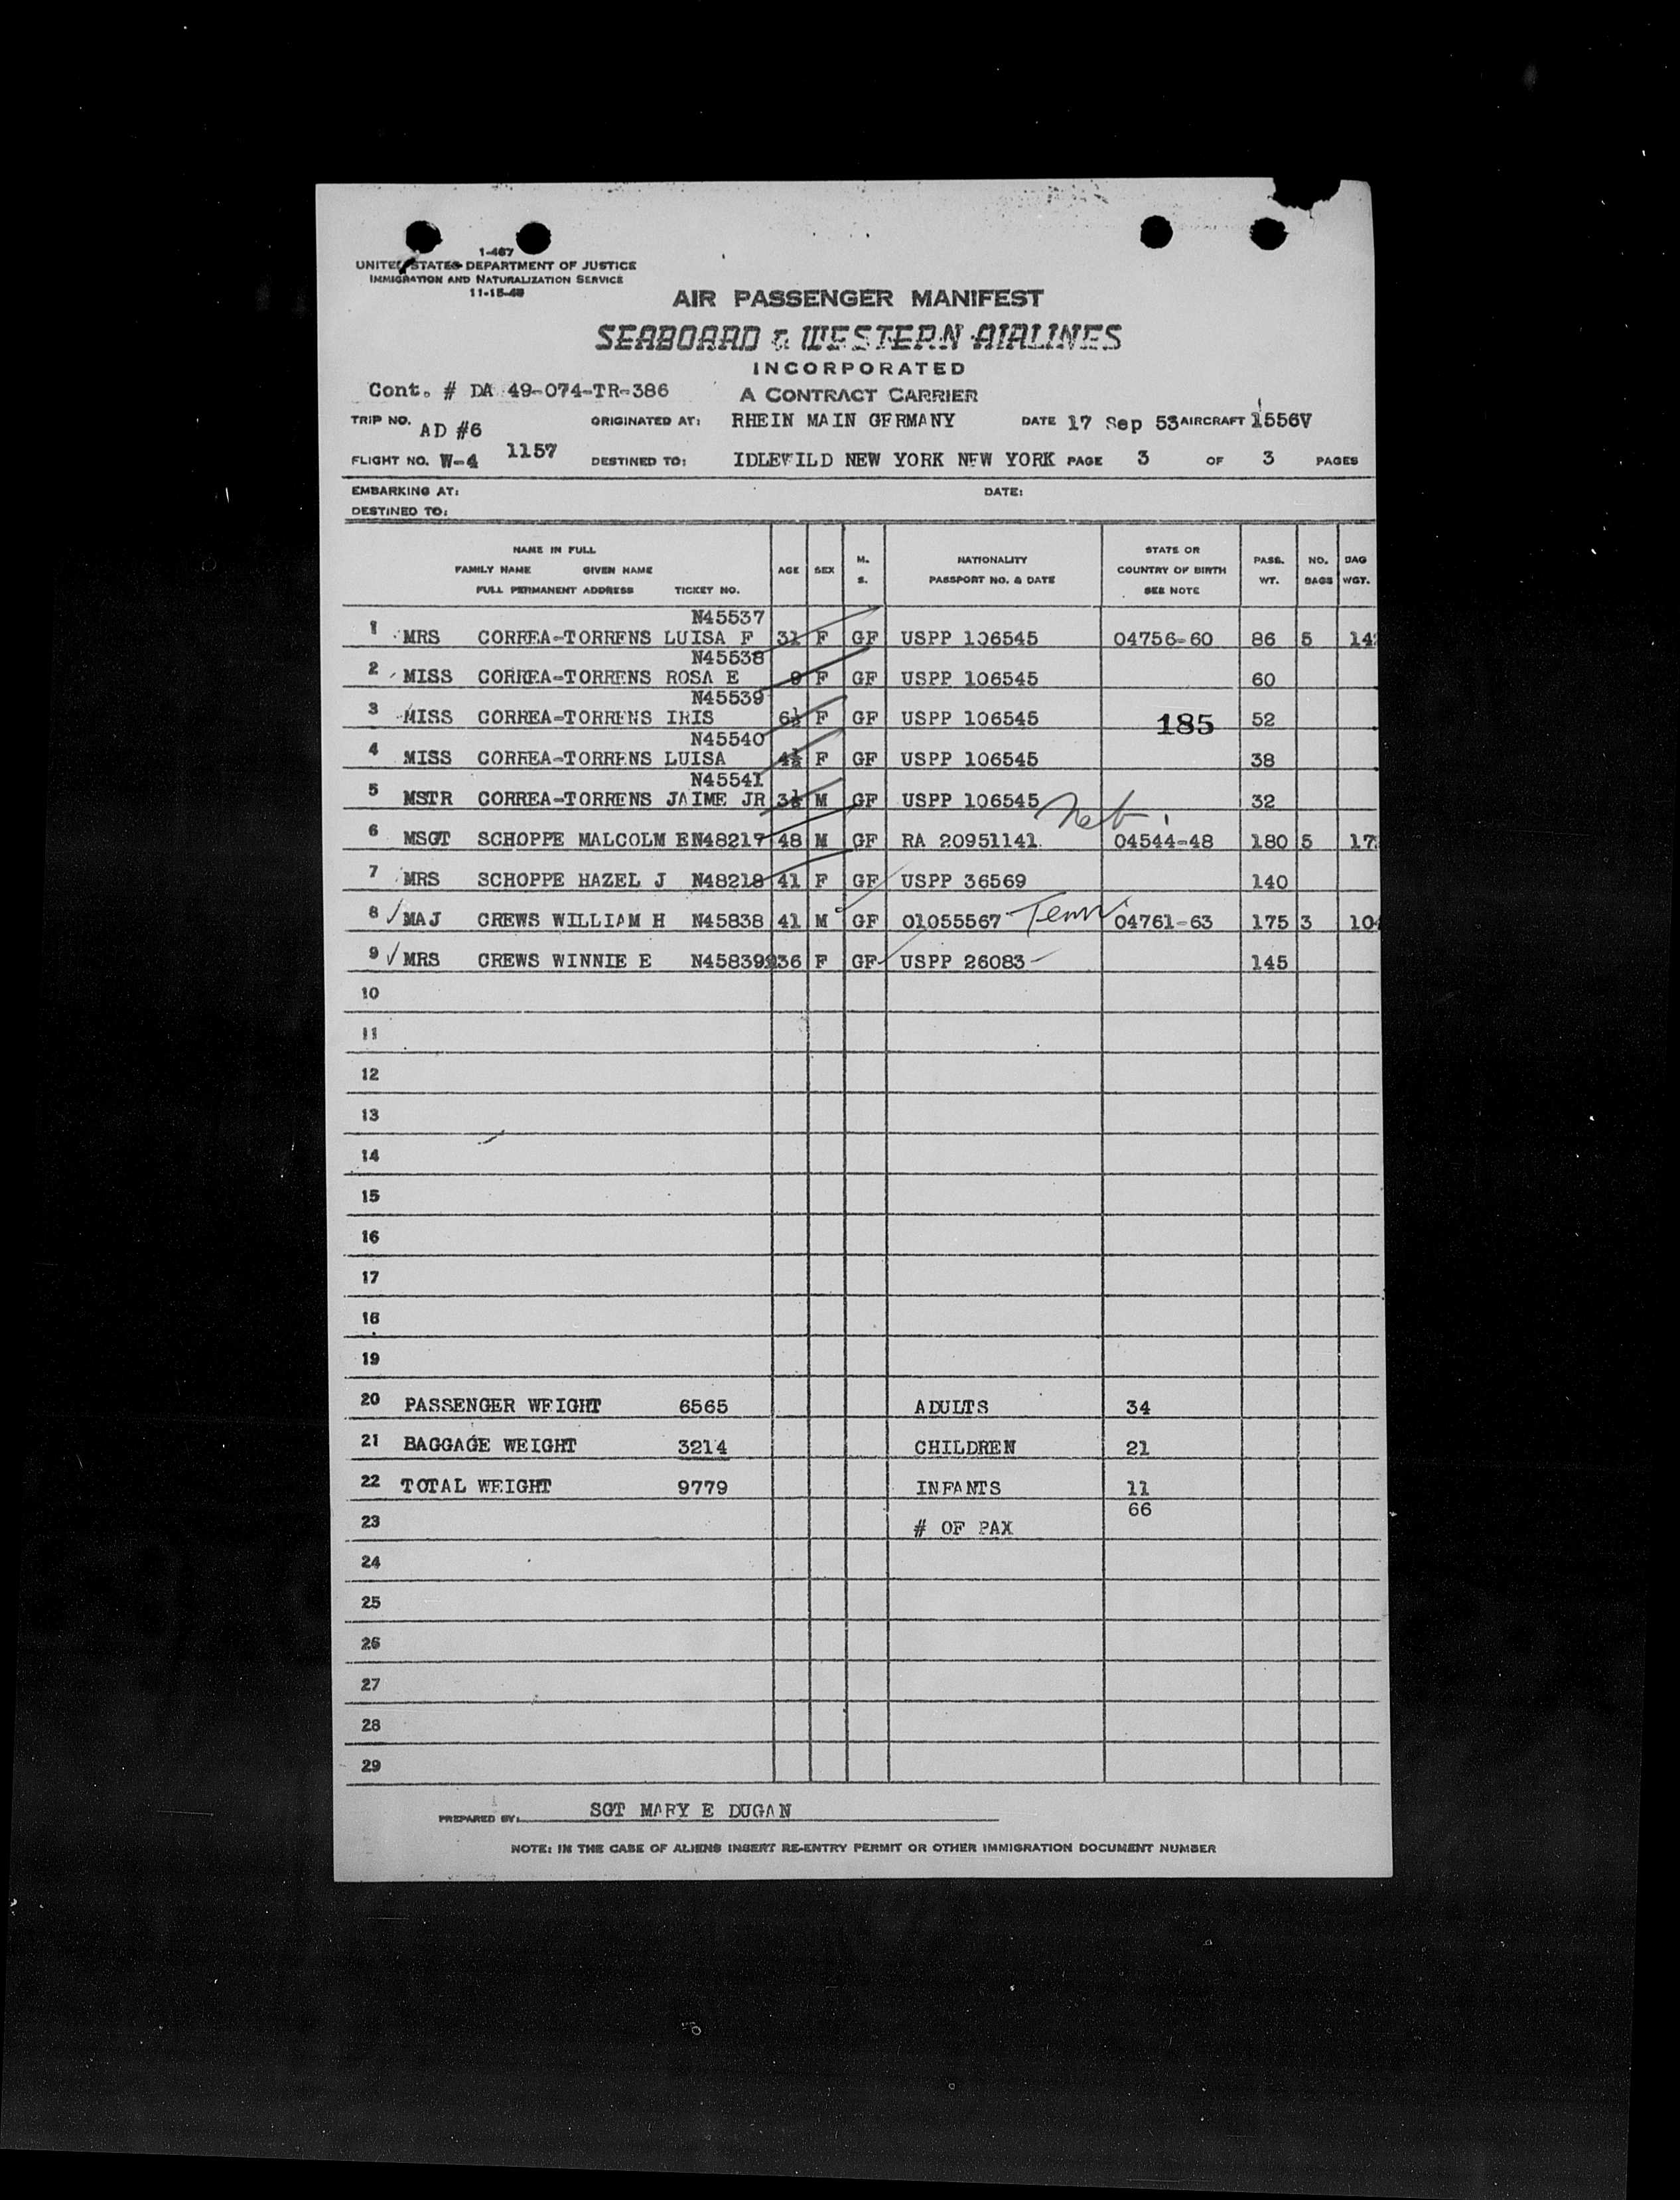 1-467
UNITED STATES DEPARTMENT OF JUSTICE
IMMIGRATION AND NATURALIZATION SERVICE
11-15-48
AIR PASSENGER MANIFEST
SEABOARD & WESTERN AIRLINES
INCORPORATED
Cont. # DA 49-074-TR-386 A CONTRACT CARRIER
TRIP NO. AD #6 ORIGINATED AT: RHEIN MAIN GERMANY DATE 17 Sep 53 AIRCRAFT 1556V
FLIGHT NO. W-4 1157 DESTINED TO: IDLEWILD NEW YORK NEW YORK PAGE 3 OF 3 PAGES
EMBARKING AT: DATE:
DESTINED TO:
NAME IN FULL
FAMILY NAME GIVEN NAME
FULL PERMANENT ADDRESS TICKET NO. AGE SEX M. S. NATIONALITY PASSPORT NO. & DATE STATE OR COUNTRY OF BIRTH SEE NOTE PASS. WT. NO. BAGS BAG WGT.
N45537
1 MRS CORREA-TORRENS LUISA F 31 F GF USPP 106545 04756-60 86 5 14
N45538
2 MISS CORREA-TORRENS ROSA E 9 F GF USPP 106545 60
N45539
3 MISS CORREA-TORRENS IRIS 6½ F GF USPP 106545 185 52
N45540
4 MISS CORREA-TORRENS LUISA 4½ F GF USPP 106545 38
N45541
5 MSTR CORREA-TORRENS JAIME JR 3½ M GF USPP 106545 32
6 MSGT SCHOPPE MALCOLM E N48217 48 M GF RA 20951141 Neb. 04544-48 180 5 17
7 MRS SCHOPPE HAZEL J N48218 41 F GF USPP 36569 140
8 MAJ CREWS WILLIAM H N45838 41 M GF 01055567 Tenn 04761-63 175 3 10
9 MRS CREWS WINNIE E N45839 36 F GF USPP 26083 145
10
11
12
13
14
15
16
17
18
19
20 PASSENGER WEIGHT 6565 ADULTS 34
21 BAGGAGE WEIGHT 3214 CHILDREN 21
22 TOTAL WEIGHT 9779 INFANTS 11
66
23 # OF PAX
24
25
26
27
28
29
PREPARED BY: SGT MARY E DUGAN
NOTE: IN THE CASE OF ALIENS INSERT RE-ENTRY PERMIT OR OTHER IMMIGRATION DOCUMENT NUMBER